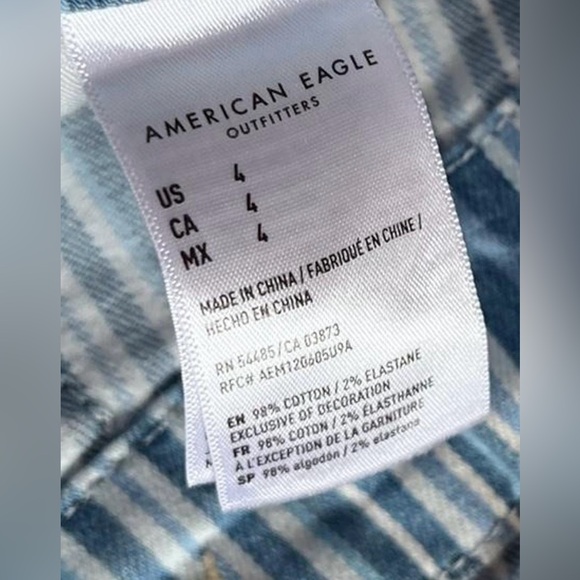 AMERICAN EAGLE
OUTFITTERS
US 4
CA 4
MX 4
MADE IN CHINA / FABRIQUÉ EN CHINE /
HECHO EN CHINA
RN 54485/CA 03873
RFC# AEM120605U9A
EN 98% COTTON / 2% ELASTANE
EXCLUSIVE OF DECORATION
FR 98% COTON / 2% ÉLASTHANNE
À L'EXCEPTION DE LA GARNITURE
SP 98% algodón / 2% elastano